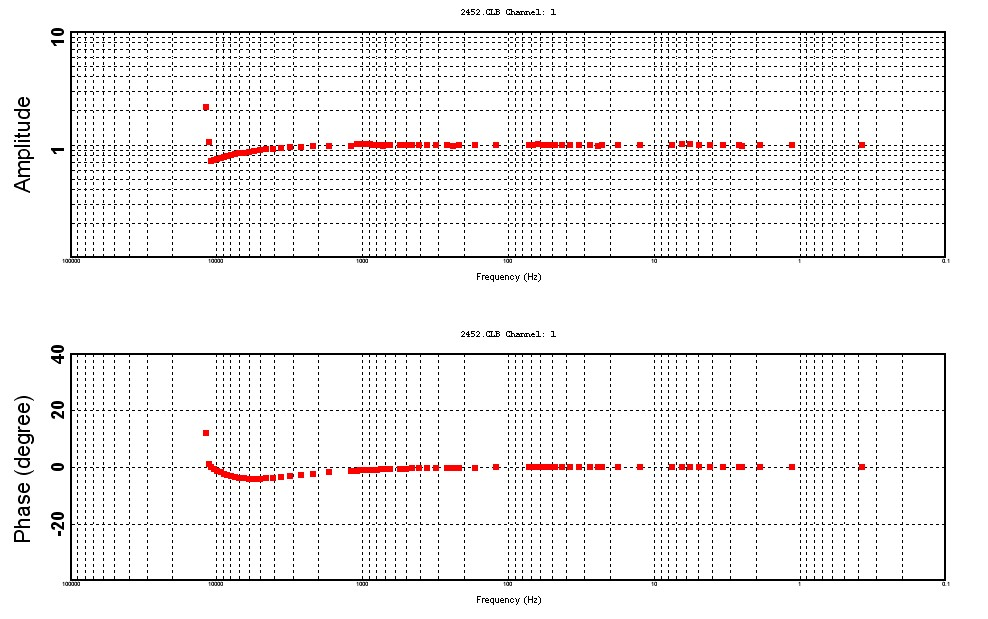 2452.CLB Channel: 1
10
1
Amplitude
100000 10000 1000 100 10 1 0.1
Frequency (Hz)
2452.CLB Channel: 1
40
20
0
-20
Phase (degree)
100000 10000 1000 100 10 1 0.1
Frequency (Hz)